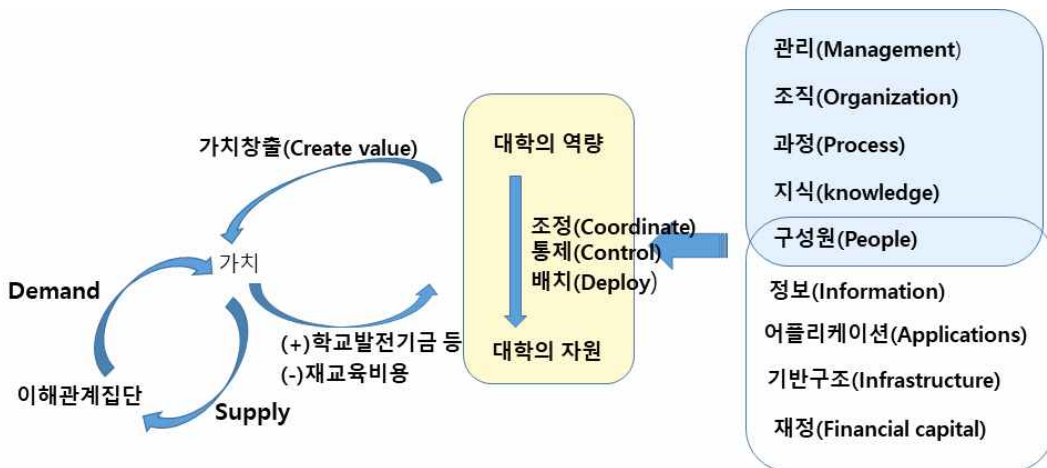 가치창출(Create value)
가치
Demand
이해관계집단
Supply
(+)학교발전기금 등
(-)재교육비용
대학의 역량
조정(Coordinate)
통제(Control)
배치(Deploy)
대학의 자원
관리(Management)
조직(Organization)
과정(Process)
지식(knowledge)
구성원(People)
정보(Information)
어플리케이션(Applications)
기반구조(Infrastructure)
재정(Financial capital)